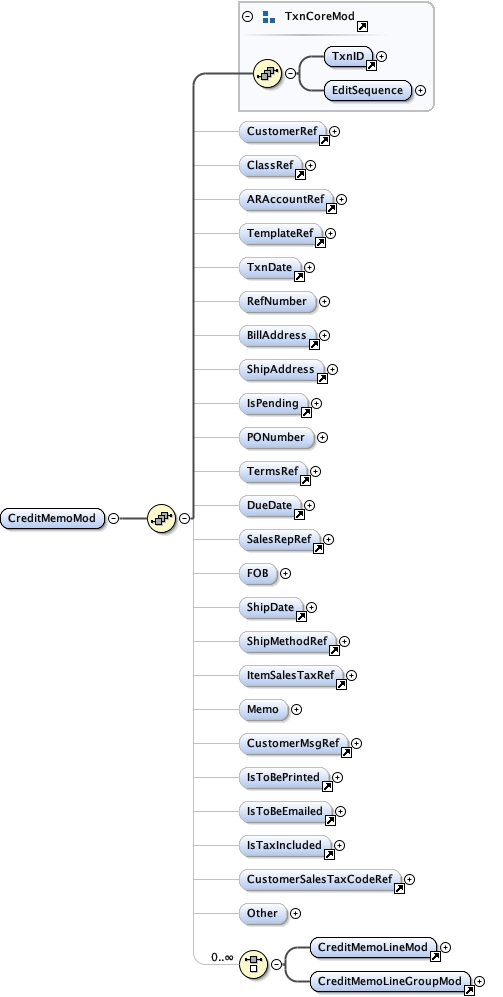 TxnCoreMod
TxnID
EditSequence
CustomerRef
ClassRef
ARAccountRef
TemplateRef
TxnDate
RefNumber
BillAddress
ShipAddress
IsPending
PONumber
TermsRef
CreditMemoMod
DueDate
SalesRepRef
FOB
ShipDate
ShipMethodRef
ItemSalesTaxRef
Memo
CustomerMsgRef
IsToBePrinted
IsToBeEmailed
IsTaxIncluded
CustomerSalesTaxCodeRef
Other
0..∞
CreditMemoLineMod
CreditMemoLineGroupMod